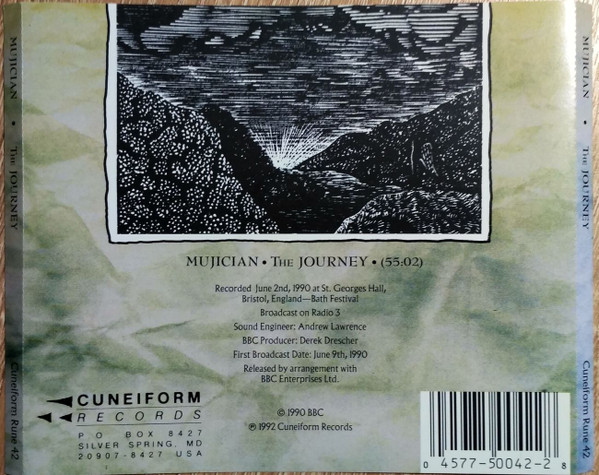 MUJICIAN • THE JOURNEY
MUJICIAN • THE JOURNEY • (55:02)
Recorded June 2nd, 1990 at St. Georges Hall,
Bristol, England—Bath Festival
Broadcast on Radio 3
Sound Engineer: Andrew Lawrence
BBC Producer: Derek Drescher
First Broadcast Date: June 9th, 1990
Released by arrangement with
BBC Enterprises Ltd.
© 1990 BBC
℗ 1992 Cuneiform Records
CUNEIFORM
RECORDS
P O BOX 8427
SILVER SPRING, MD
20907-8427 USA
0 4577-50042-2 8
Cuneiform Rune 42
MUJICIAN • THE JOURNEY
Cuneiform Rune 42